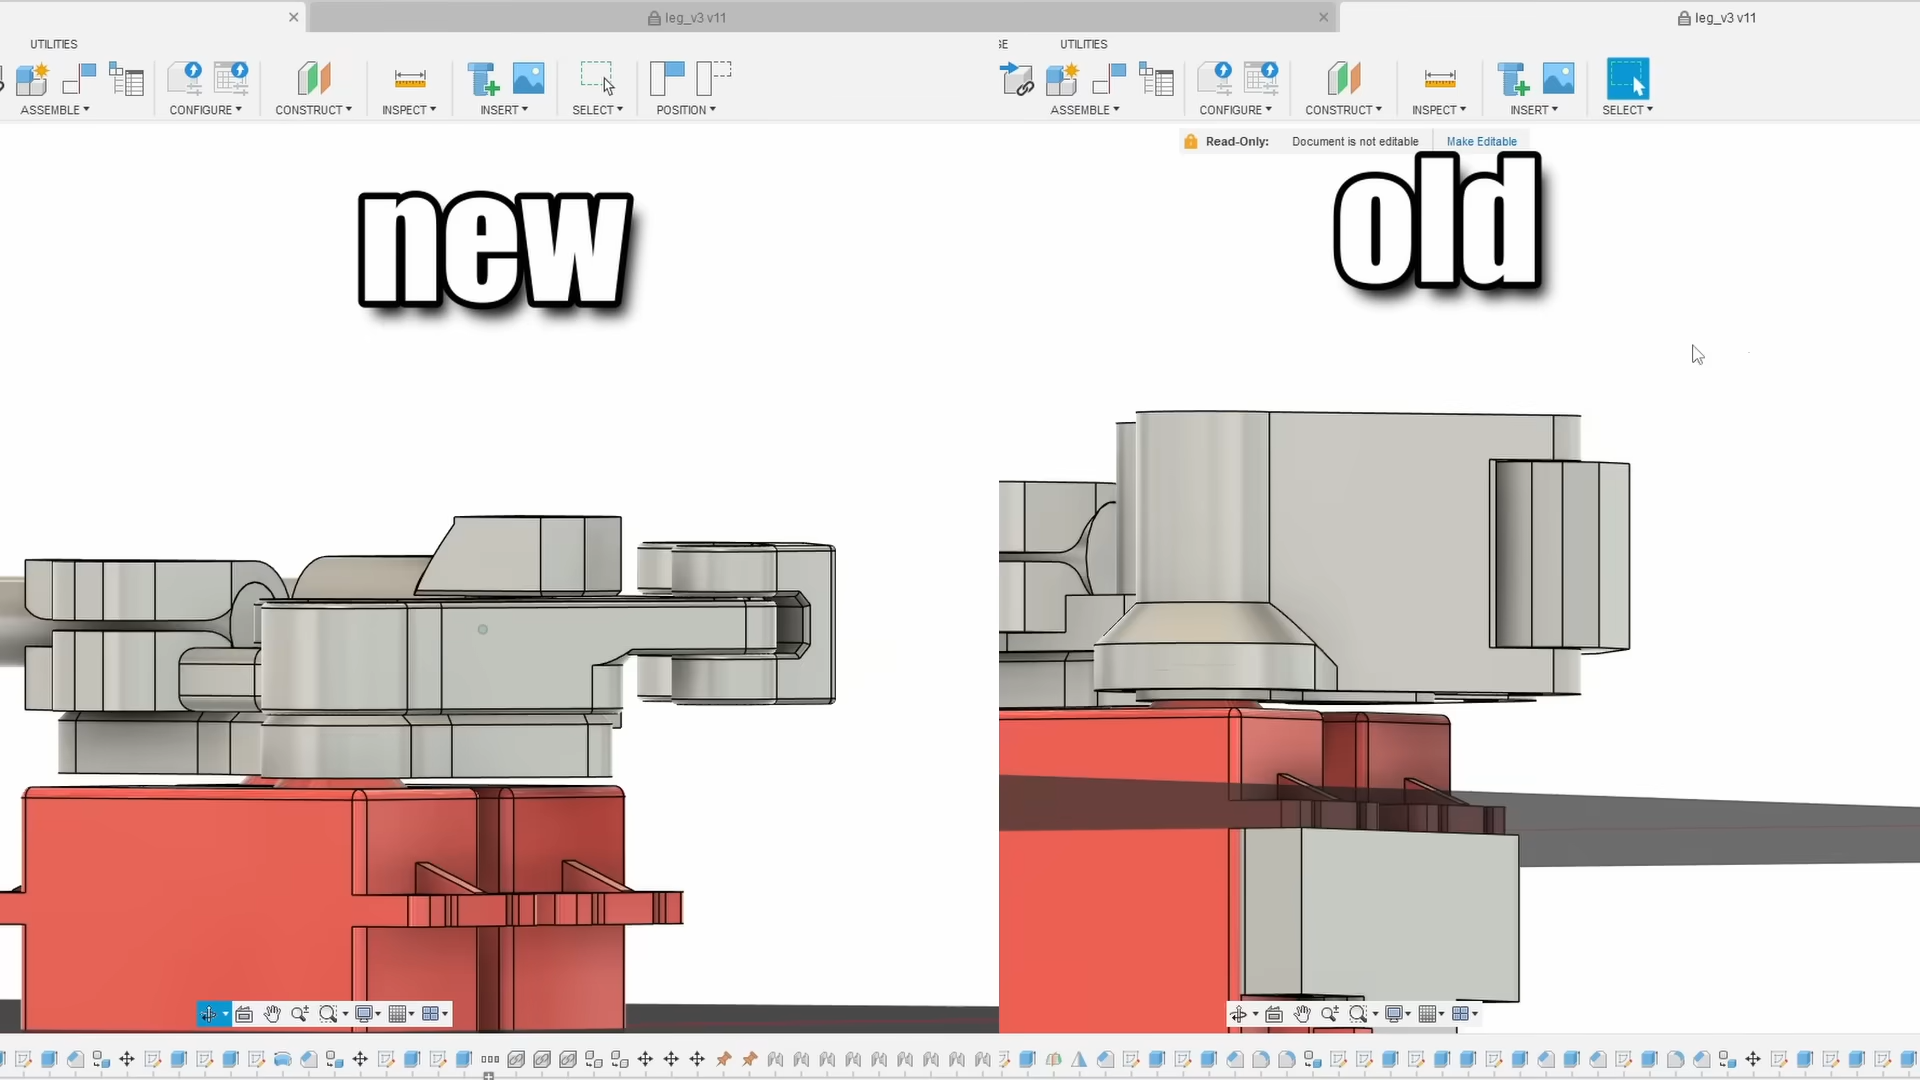 leg_v3 v11
leg_v3 v11
UTILITIES
GE
UTILITIES
ASSEMBLE
CONFIGURE
CONSTRUCT
INSPECT
INSERT
SELECT
POSITION
ASSEMBLE
CONFIGURE
CONSTRUCT
INSPECT
INSERT
SELECT
Read-Only: Document is not editable Make Editable
new
old